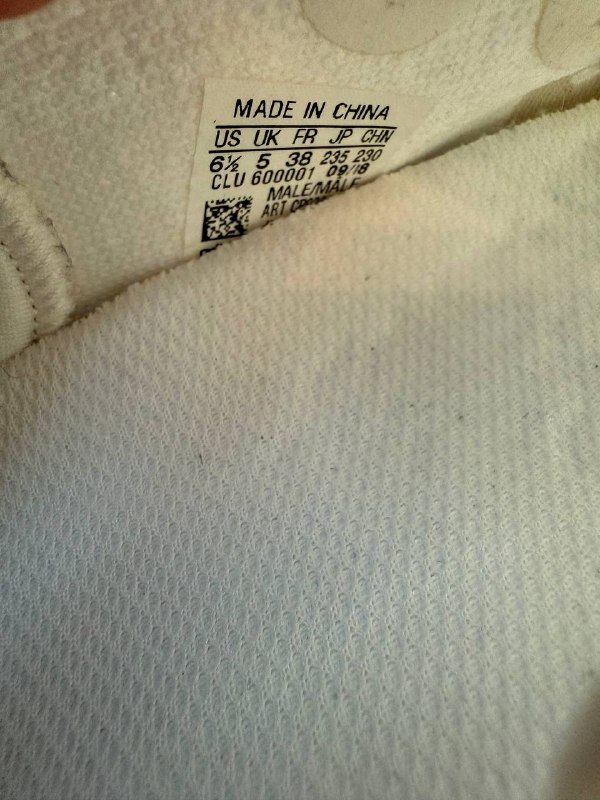 MADE IN CHINA
US UK FR JP CHN
6½ 5 38 235 230
CLU 600001 09/18
MALE/MÂLE
ART